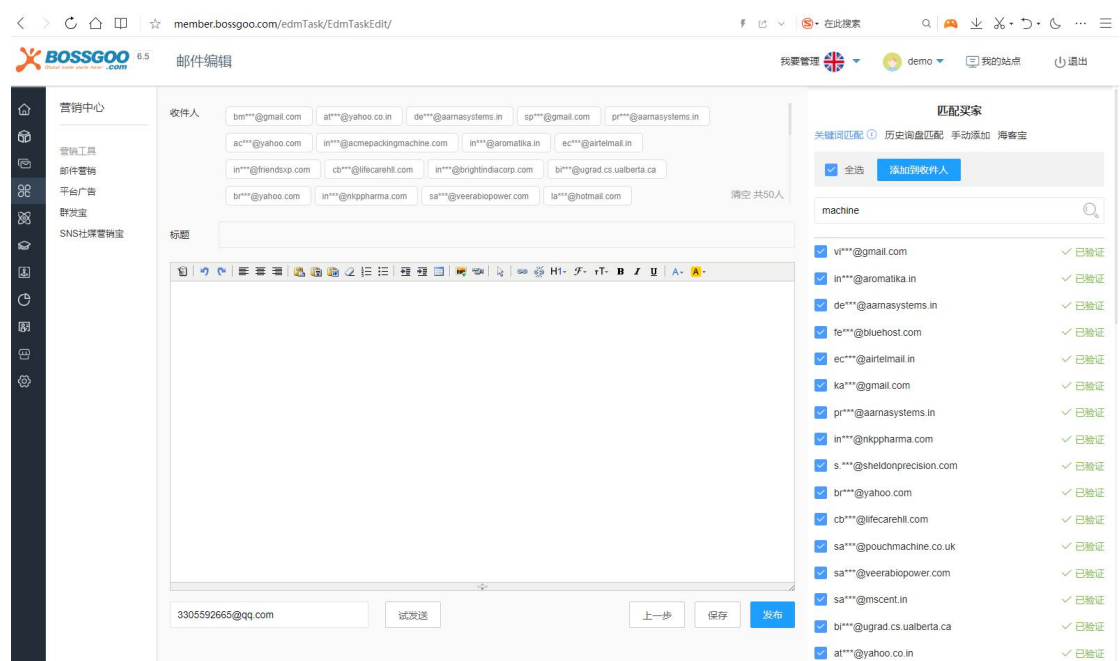 member.bossgoo.com/edmTask/EdmTaskEdit/
在此搜索
BOSSGOO .com 6.5
邮件编辑
我要管理
demo
我的站点
退出
营销中心
营销工具
邮件营销
平台广告
群发宝
SNS社媒营销宝
收件人
bm***@gmail.com at***@yahoo.co.in de***@aarnasystems.in sp***@gmail.com pr***@aarnasystems.in
ac***@yahoo.com in***@acmepackingmachine.com in***@aromatika.in ec***@airtelmail.in
in***@friendsxp.com cb***@lifecarehll.com in***@brightindiacorp.com bi***@ugrad.cs.ualberta.ca
br***@yahoo.com in***@nkppharma.com sa***@veerabiopower.com la***@hotmail.com
清空 共50人
标题
H1 F T B I U A A
3305592665@qq.com
试发送
上一步 保存 发布
匹配买家
关键词匹配 历史询盘匹配 手动添加 海客宝
全选 添加到收件人
machine
vi***@gmail.com 已验证
in***@aromatika.in 已验证
de***@aarnasystems.in 已验证
fe***@bluehost.com 已验证
ec***@airtelmail.in 已验证
ka***@gmail.com 已验证
pr***@aarnasystems.in 已验证
in***@nkppharma.com 已验证
s.***@sheldonprecision.com 已验证
br***@yahoo.com 已验证
cb***@lifecarehll.com 已验证
sa***@pouchmachine.co.uk 已验证
sa***@veerabiopower.com 已验证
sa***@mscent.in 已验证
bi***@ugrad.cs.ualberta.ca 已验证
at***@yahoo.co.in 已验证